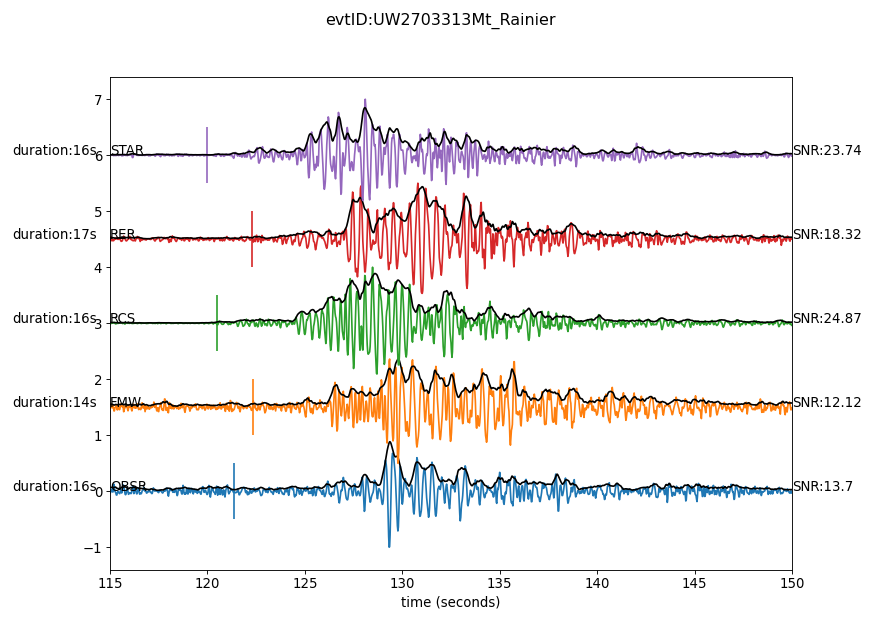 evtID:UW2703313Mt_Rainier
7
duration:16s STAR 6 SNR:23.74
5
duration:17s RER SNR:18.32
4
duration:16s RCS 3 SNR:24.87
2
duration:14s FMW SNR:12.12
1
duration:16s OBSR 0 SNR:13.7
−1
115 120 125 130 135 140 145 150
time (seconds)